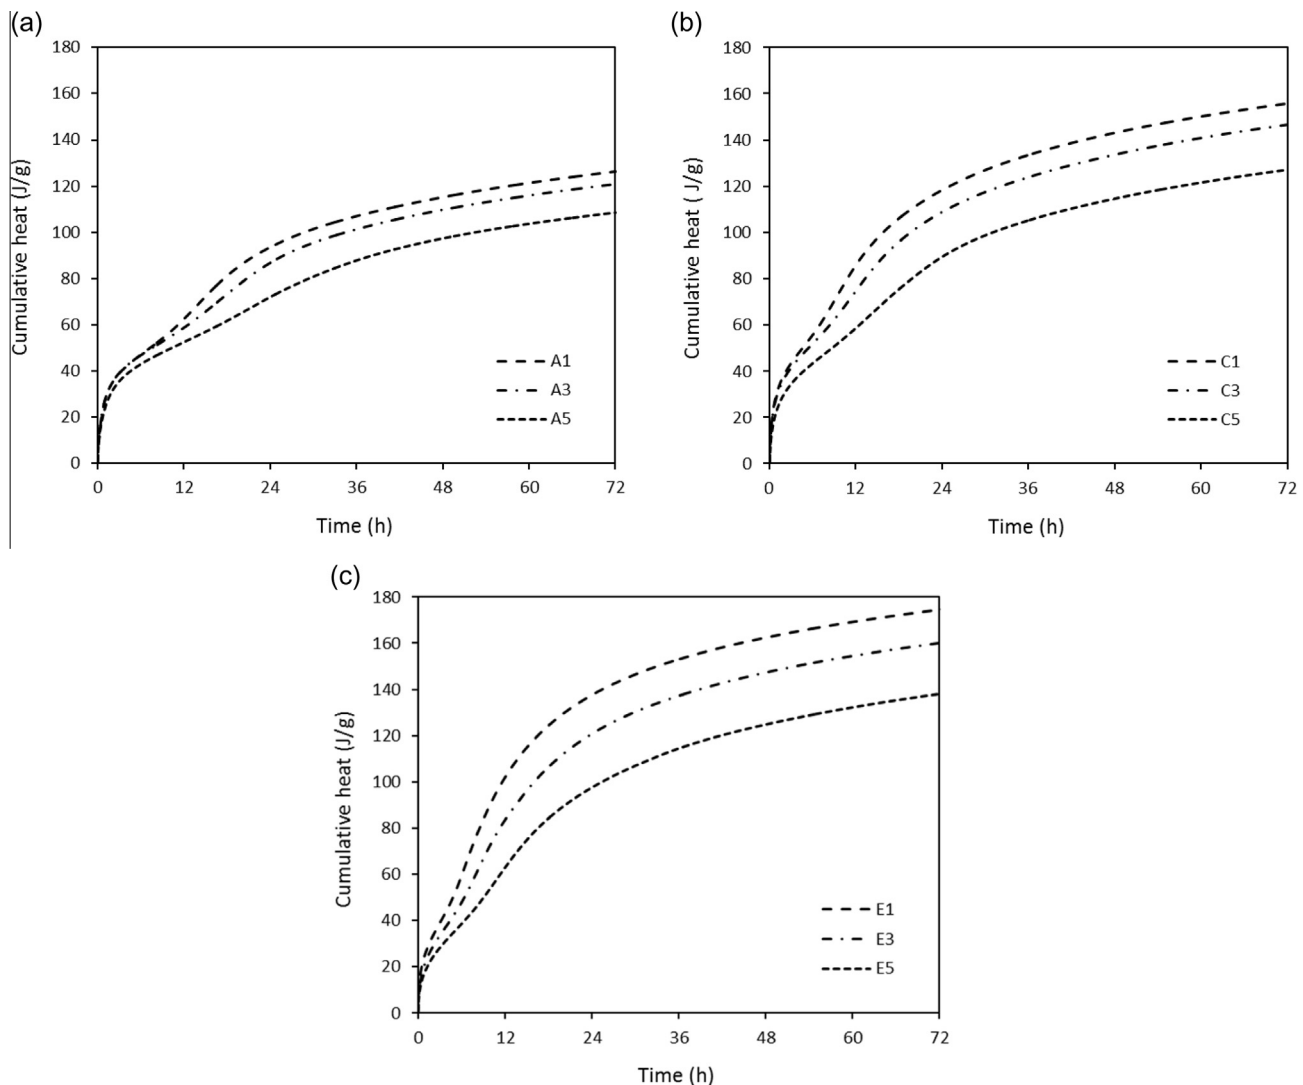 (a)
180
160
140
120
100
80
60
40
20
0
Cumulative heat (J/g)
A1
A3
A5
0 12 24 36 48 60 72
Time (h)
(b)
180
160
140
120
100
80
60
40
20
0
Cumulative heat ( J/g)
C1
C3
C5
0 12 24 36 48 60 72
Time (h)
(c)
180
160
140
120
100
80
60
40
20
0
Cumulative heat (J/g)
E1
E3
E5
0 12 24 36 48 60 72
Time (h)